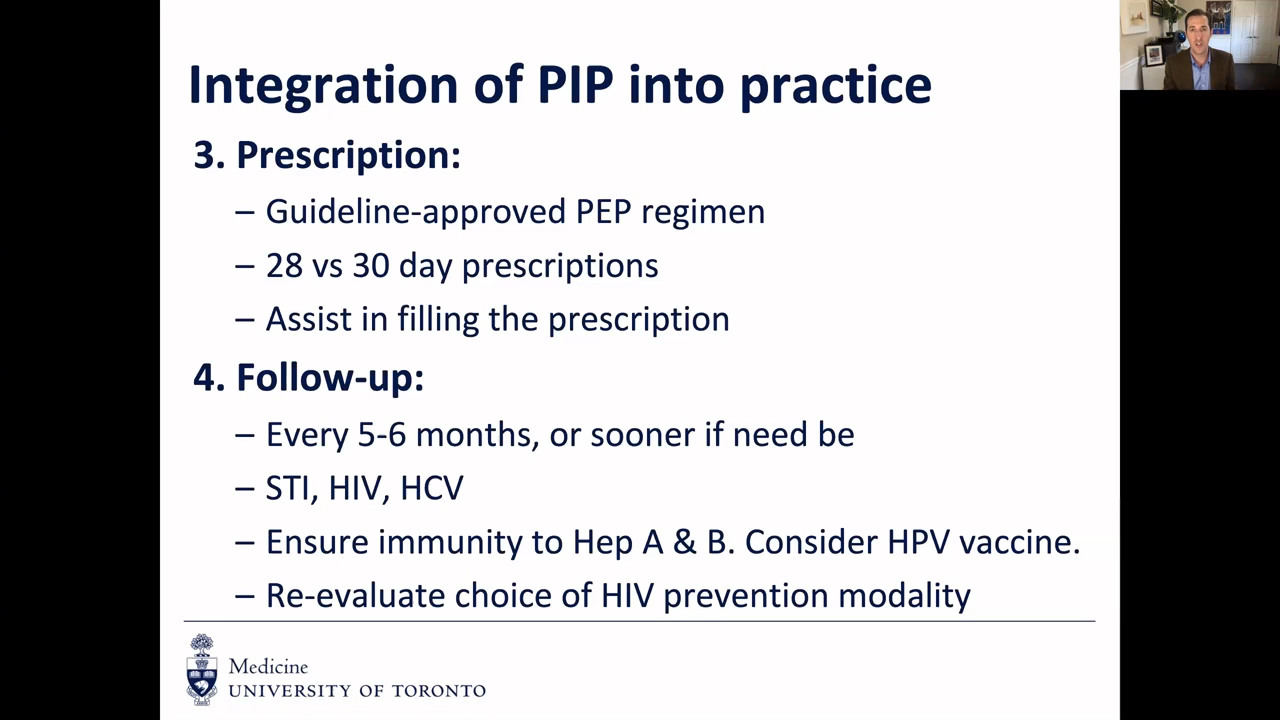 Integration of PIP into practice
3. Prescription:
– Guideline-approved PEP regimen
– 28 vs 30 day prescriptions
– Assist in filling the prescription
4. Follow-up:
– Every 5-6 months, or sooner if need be
– STI, HIV, HCV
– Ensure immunity to Hep A & B. Consider HPV vaccine.
– Re-evaluate choice of HIV prevention modality
Medicine
UNIVERSITY OF TORONTO